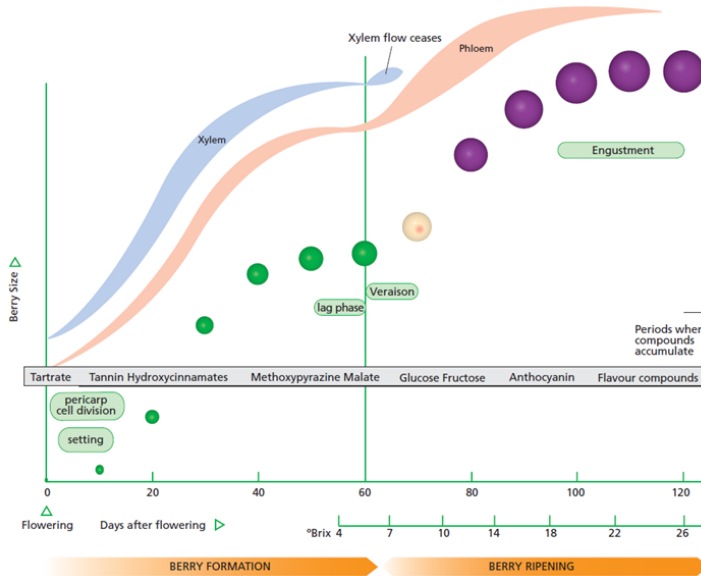 Xylem flow ceases
Phloem
Xylem
Engustment
Berry Size
Veraison
lag phase
Periods when
compounds
accumulate
Tartrate Tannin Hydroxycinnamates Methoxypyrazine Malate Glucose Fructose Anthocyanin Flavour compounds
pericarp
cell division
setting
0 20 40 60 80 100 120
Flowering Days after flowering
°Brix 4 7 10 14 18 22 26
BERRY FORMATION BERRY RIPENING